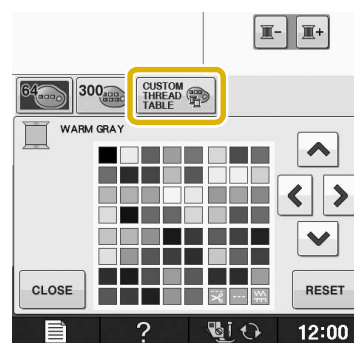 64
300
CUSTOM
THREAD
TABLE
WARM GRAY
CLOSE
RESET
?
12:00